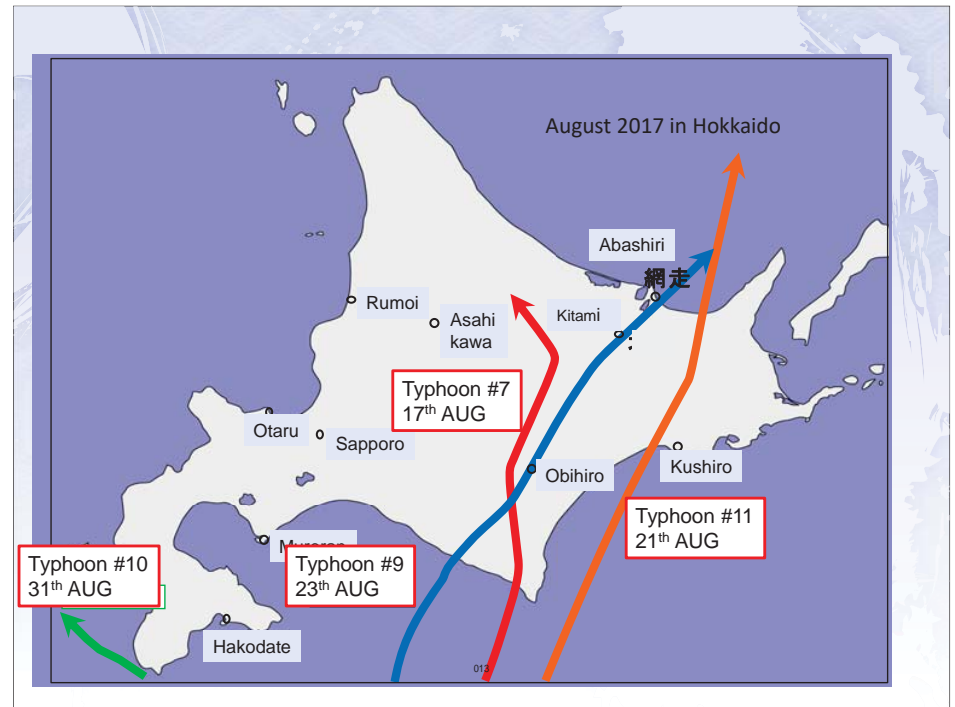 August 2017 in Hokkaido
Abashiri
網走
Rumoi
Asahi
kawa
Kitami
Typhoon #7
17th AUG
Otaru
Sapporo
Obihiro
Kushiro
Typhoon #11
21th AUG
Typhoon #10
31th AUG
Typhoon #9
23th AUG
Hakodate
013